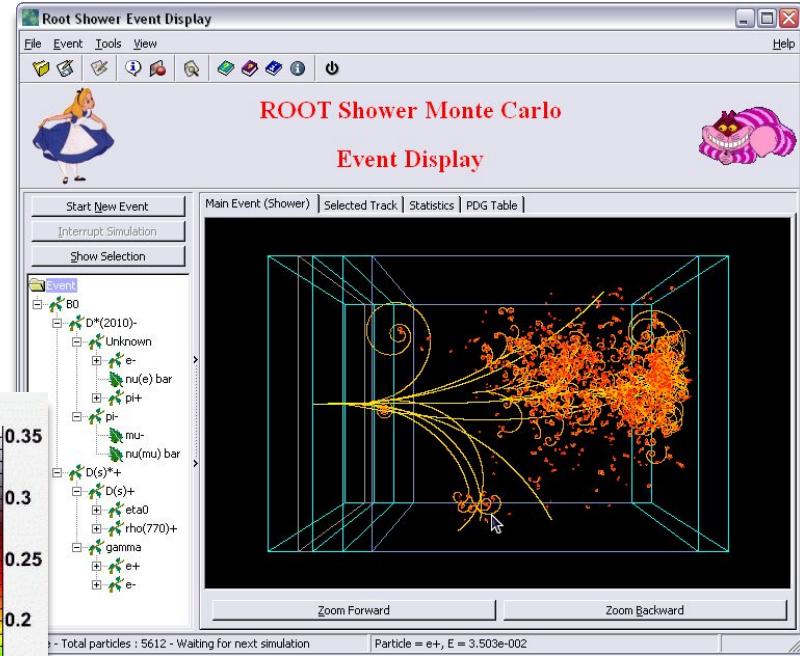 Root Shower Event Display
File Event Tools View Help
ROOT Shower Monte Carlo
Event Display
Start New Event
Interrupt Simulation
Show Selection
Main Event (Shower) Selected Track Statistics PDG Table
Event
B0
D*(2010)-
Unknown
e-
nu(e) bar
pi+
pi-
mu-
nu(mu) bar
D(s)*+
D(s)+
eta0
rho(770)+
gamma
e+
e-
0.35
0.3
0.25
0.2
Zoom Forward Zoom Backward
- Total particles : 5612 - Waiting for next simulation Particle = e+, E = 3.503e-002